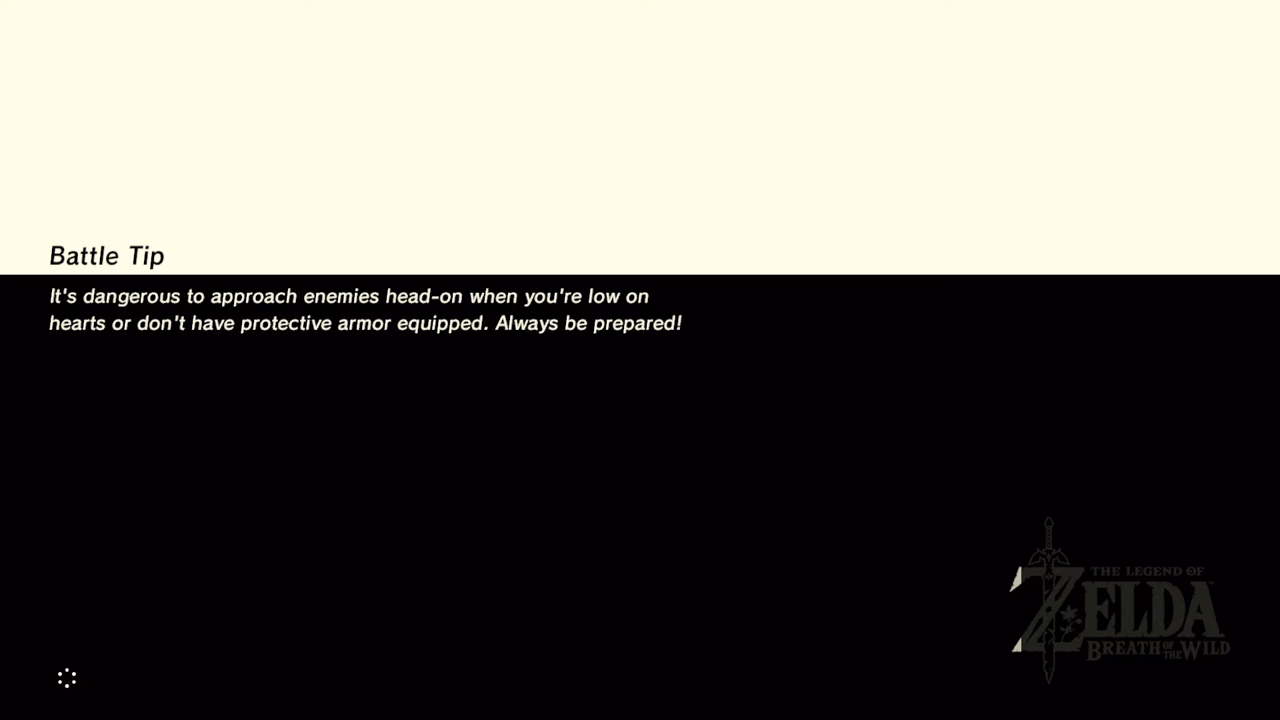 Battle Tip
It's dangerous to approach enemies head-on when you're low on
hearts or don't have protective armor equipped. Always be prepared!
THE LEGEND OF
ZELDA
BREATH OF THE WILD